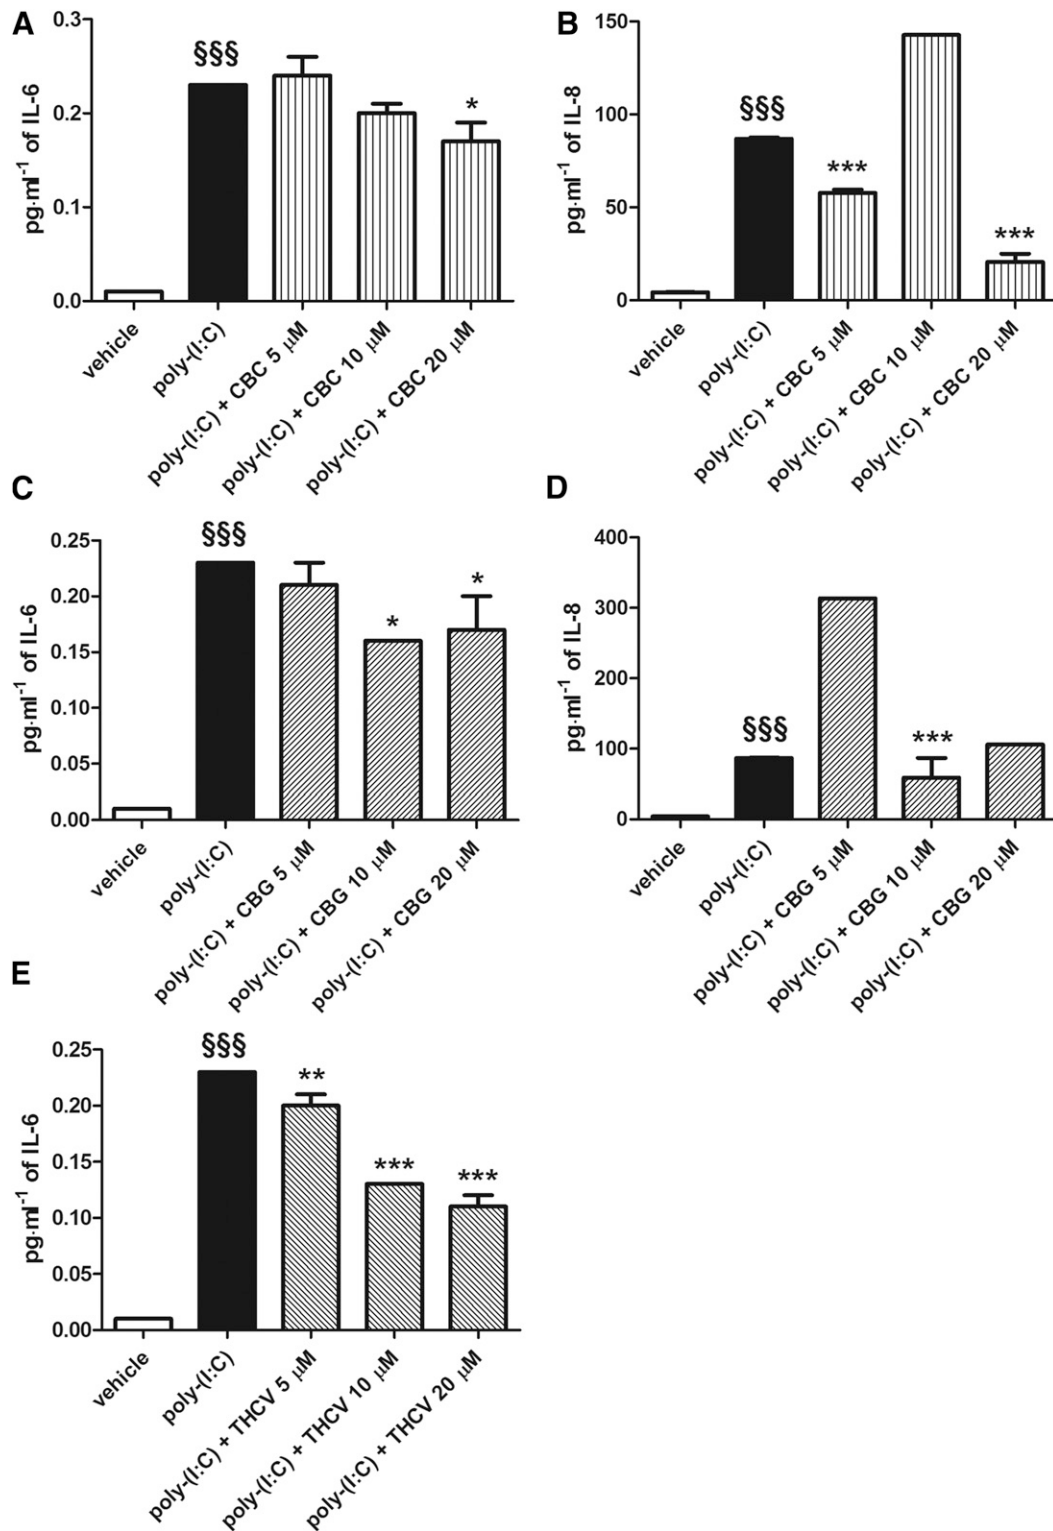 A
pg·ml⁻¹ of IL-6
0.3
0.2
0.1
0.0
§§§
*
vehicle
poly-(I:C)
poly-(I:C) + CBC 5 μM
poly-(I:C) + CBC 10 μM
poly-(I:C) + CBC 20 μM
B
pg·ml⁻¹ of IL-8
150
100
50
0
§§§
***
***
vehicle
poly-(I:C)
poly-(I:C) + CBC 5 μM
poly-(I:C) + CBC 10 μM
poly-(I:C) + CBC 20 μM
C
pg·ml⁻¹ of IL-6
0.25
0.20
0.15
0.10
0.05
0.00
§§§
*
*
vehicle
poly-(I:C)
poly-(I:C) + CBG 5 μM
poly-(I:C) + CBG 10 μM
poly-(I:C) + CBG 20 μM
D
pg·ml⁻¹ of IL-8
400
300
200
100
0
§§§
***
vehicle
poly-(I:C)
poly-(I:C) + CBG 5 μM
poly-(I:C) + CBG 10 μM
poly-(I:C) + CBG 20 μM
E
pg·ml⁻¹ of IL-6
0.25
0.20
0.15
0.10
0.05
0.00
§§§
**
***
***
vehicle
poly-(I:C)
poly-(I:C) + THCV 5 μM
poly-(I:C) + THCV 10 μM
poly-(I:C) + THCV 20 μM